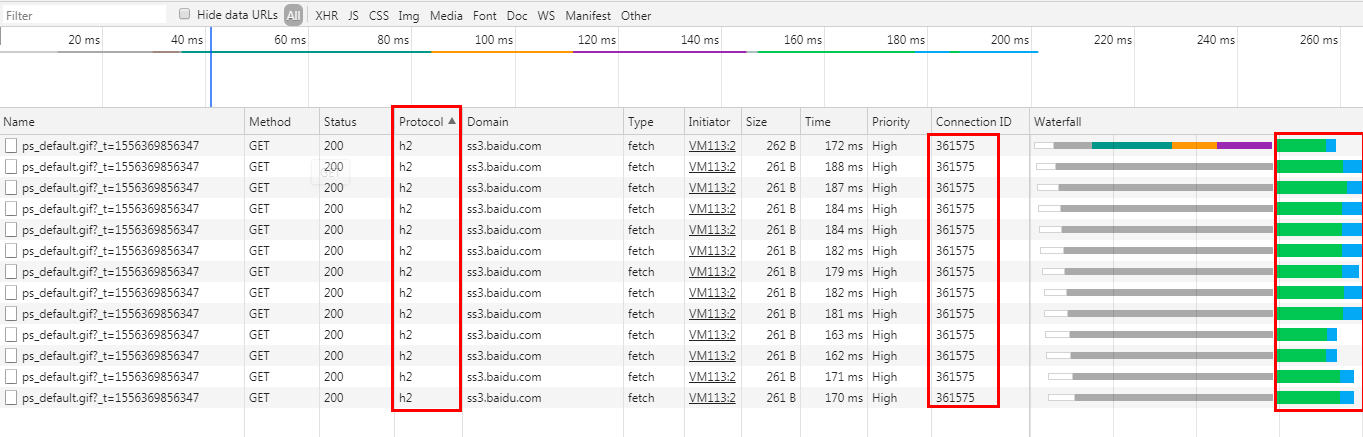 Filter Hide data URLs All XHR JS CSS Img Media Font Doc WS Manifest Other
20 ms 40 ms 60 ms 80 ms 100 ms 120 ms 140 ms 160 ms 180 ms 200 ms 220 ms 240 ms 260 ms
Name Method Status Protocol ▲ Domain Type Initiator Size Time Priority Connection ID Waterfall
ps_default.gif?_t=1556369856347 GET 200 h2 ss3.baidu.com fetch VM113:2 262 B 172 ms High 361575
ps_default.gif?_t=1556369856347 GET 200 h2 ss3.baidu.com fetch VM113:2 261 B 188 ms High 361575
GET
ps_default.gif?_t=1556369856347 GET 200 h2 ss3.baidu.com fetch VM113:2 261 B 187 ms High 361575
ps_default.gif?_t=1556369856347 GET 200 h2 ss3.baidu.com fetch VM113:2 261 B 184 ms High 361575
ps_default.gif?_t=1556369856347 GET 200 h2 ss3.baidu.com fetch VM113:2 261 B 184 ms High 361575
ps_default.gif?_t=1556369856347 GET 200 h2 ss3.baidu.com fetch VM113:2 261 B 182 ms High 361575
ps_default.gif?_t=1556369856347 GET 200 h2 ss3.baidu.com fetch VM113:2 261 B 179 ms High 361575
ps_default.gif?_t=1556369856347 GET 200 h2 ss3.baidu.com fetch VM113:2 261 B 182 ms High 361575
ps_default.gif?_t=1556369856347 GET 200 h2 ss3.baidu.com fetch VM113:2 261 B 181 ms High 361575
ps_default.gif?_t=1556369856347 GET 200 h2 ss3.baidu.com fetch VM113:2 261 B 163 ms High 361575
ps_default.gif?_t=1556369856347 GET 200 h2 ss3.baidu.com fetch VM113:2 261 B 162 ms High 361575
ps_default.gif?_t=1556369856347 GET 200 h2 ss3.baidu.com fetch VM113:2 261 B 171 ms High 361575
ps_default.gif?_t=1556369856347 GET 200 h2 ss3.baidu.com fetch VM113:2 261 B 170 ms High 361575